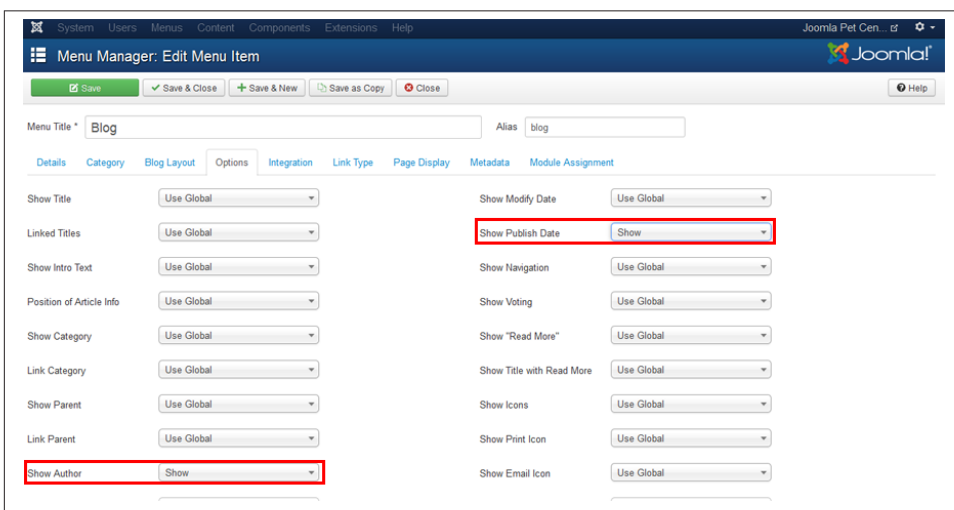 System Users Menus Content Components Extensions Help Joomla Pet Cen...
Menu Manager: Edit Menu Item Joomla!
Save Save & Close Save & New Save as Copy Close Help
Menu Title * Blog Alias blog
Details Category Blog Layout Options Integration Link Type Page Display Metadata Module Assignment
Show Title Use Global Show Modify Date Use Global
Linked Titles Use Global Show Publish Date Show
Show Intro Text Use Global Show Navigation Use Global
Position of Article Info Use Global Show Voting Use Global
Show Category Use Global Show "Read More" Use Global
Link Category Use Global Show Title with Read More Use Global
Show Parent Use Global Show Icons Use Global
Link Parent Use Global Show Print Icon Use Global
Show Author Show Show Email Icon Use Global